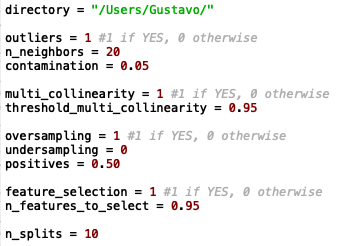 directory = "/Users/Gustavo/"
outliers = 1 #1 if YES, 0 otherwise
n_neighbors = 20
contamination = 0.05
multi_collinearity = 1 #1 if YES, 0 otherwise
threshold_multi_collinearity = 0.95
oversampling = 1 #1 if YES, 0 otherwise
undersampling = 0
positives = 0.50
feature_selection = 1 #1 if YES, 0 otherwise
n_features_to_select = 0.95
n_splits = 10